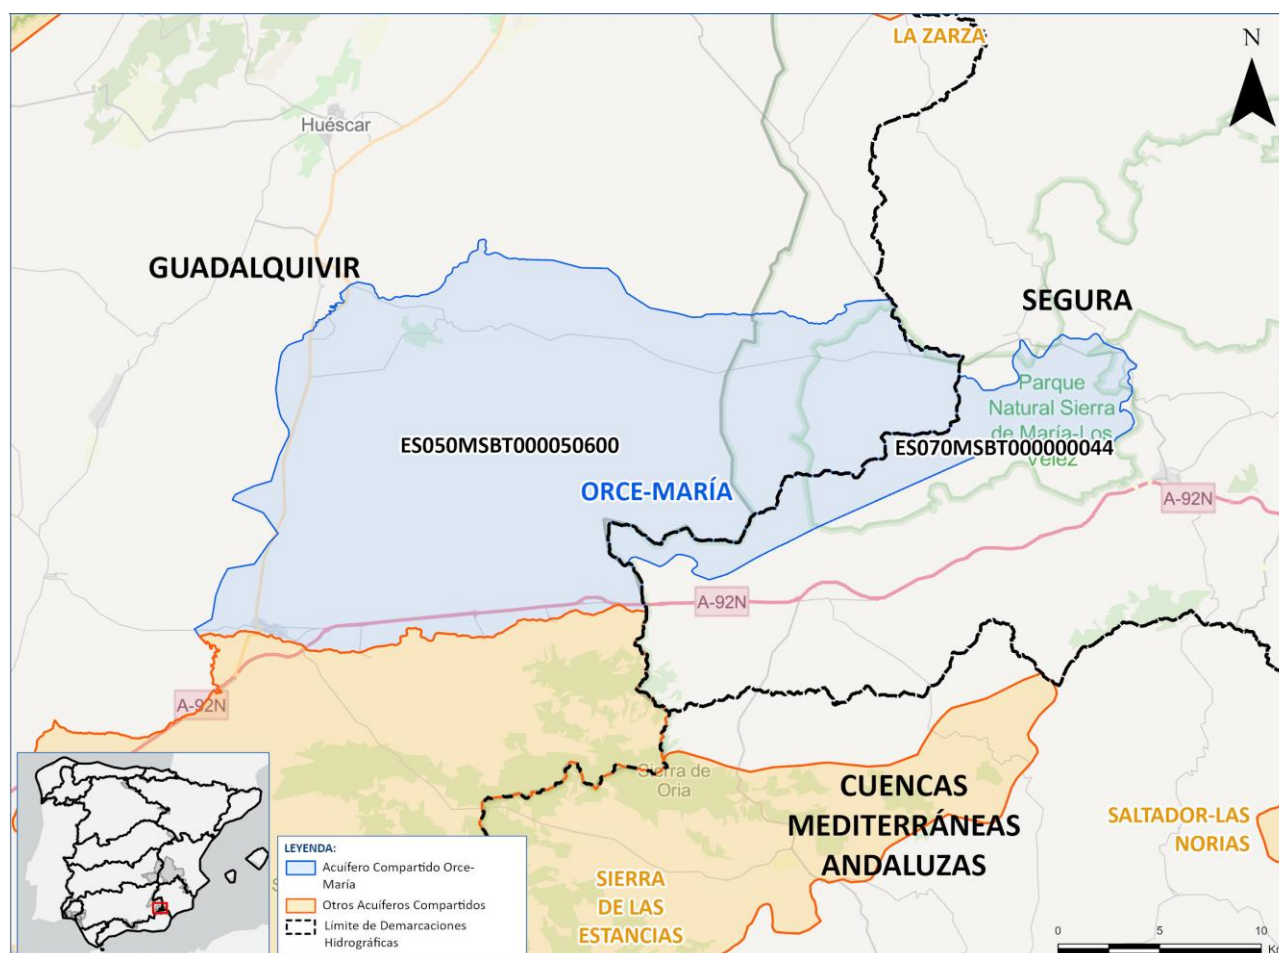 LA ZARZA
N
Huéscar
GUADALQUIVIR
SEGURA
Parque
Natural Sierra
de María-Los
Vélez
ES050MSBT000050600
ES070MSBT000000044
ORCE-MARÍA
A-92N
A-92N
A-92N
Sierra de
Oria
CUENCAS
MEDITERRÁNEAS
ANDALUZAS
SALTADOR-LAS
NORIAS
SIERRA
DE LAS
ESTANCIAS
LEYENDA:
Acuífero Compartido Orce-
María
Otros Acuíferos Compartidos
Límite de Demarcaciones
Hidrográficas
0 5 10
Km